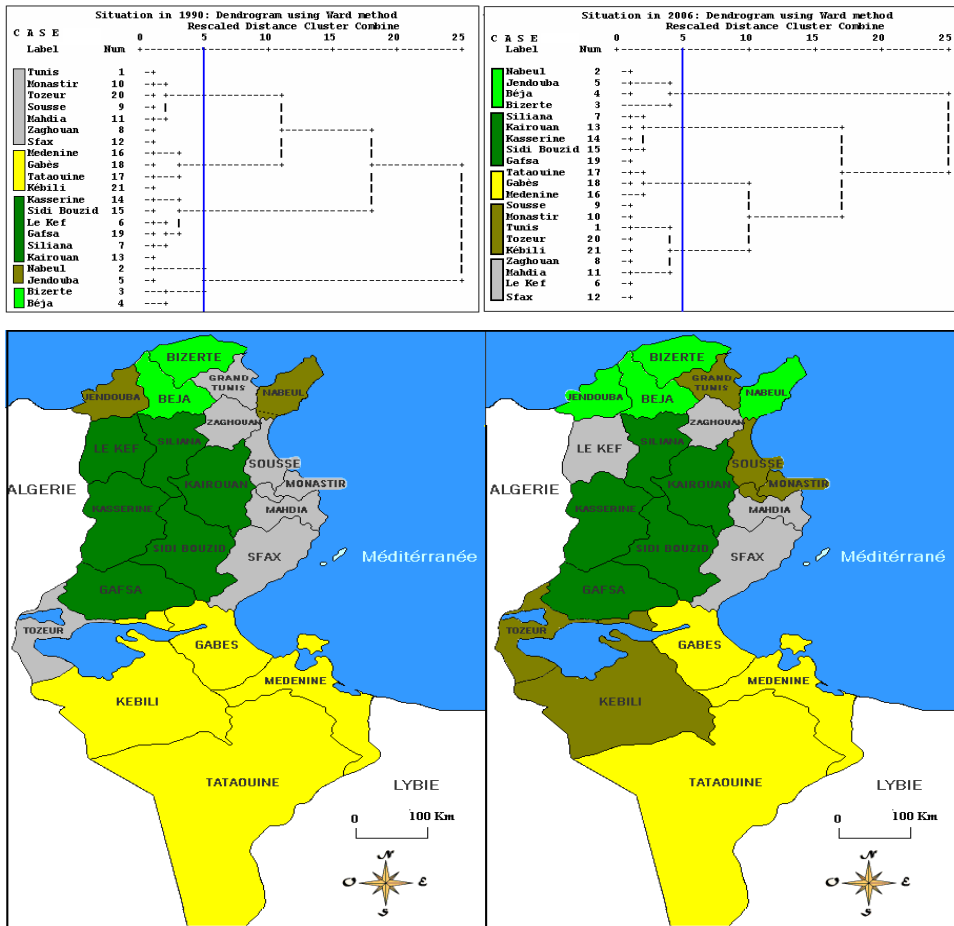 Situation in 1990: Dendrogram using Ward method
Rescaled Distance Cluster Combine
C A S E
Label Num 0 5 10 15 20 25
Tunis 1
Monastir 10
Tozeur 20
Sousse 9
Mahdia 11
Zaghouan 8
Sfax 12
Medenine 16
Gabès 18
Tataouine 17
Kébili 21
Kasserine 14
Sidi Bouzid 15
Le Kef 6
Gafsa 19
Siliana 7
Kairouan 13
Nabeul 2
Jendouba 5
Bizerte 3
Béja 4
Situation in 2006: Dendrogram using Ward method
Rescaled Distance Cluster Combine
C A S E
Label Num 0 5 10 15 20 25
Nabeul 2
Jendouba 5
Béja 4
Bizerte 3
Siliana 7
Kairouan 13
Kasserine 14
Sidi Bouzid 15
Gafsa 19
Tataouine 17
Gabès 18
Medenine 16
Sousse 9
Monastir 10
Tunis 1
Tozeur 20
Kébili 21
Zaghouan 8
Mahdia 11
Le Kef 6
Sfax 12
BIZERTE
GRAND
TUNIS
JENDOUBA
BEJA
NABEUL
ZAGHOUAN
LE KEF
SILIANA
SOUSSE
KAIROUAN
MONASTIR
ALGERIE
MAHDIA
KASSERINE
SIDI BOUZID
SFAX
Méditérranée
GAFSA
TOZEUR
GABES
MEDENINE
KEBILI
TATAOUINE
LYBIE
0 100 Km
N
O E
S
BIZERTE
GRAND
TUNIS
JENDOUBA
BEJA
NABEUL
ZAGHOUAN
LE KEF
SILIANA
SOUSSE
KAIROUAN
MONASTIR
ALGERIE
MAHDIA
KASSERINE
SIDI BOUZID
SFAX
Méditérranée
GAFSA
TOZEUR
GABES
MEDENINE
KEBILI
TATAOUINE
LYBIE
0 100 Km
N
O E
S